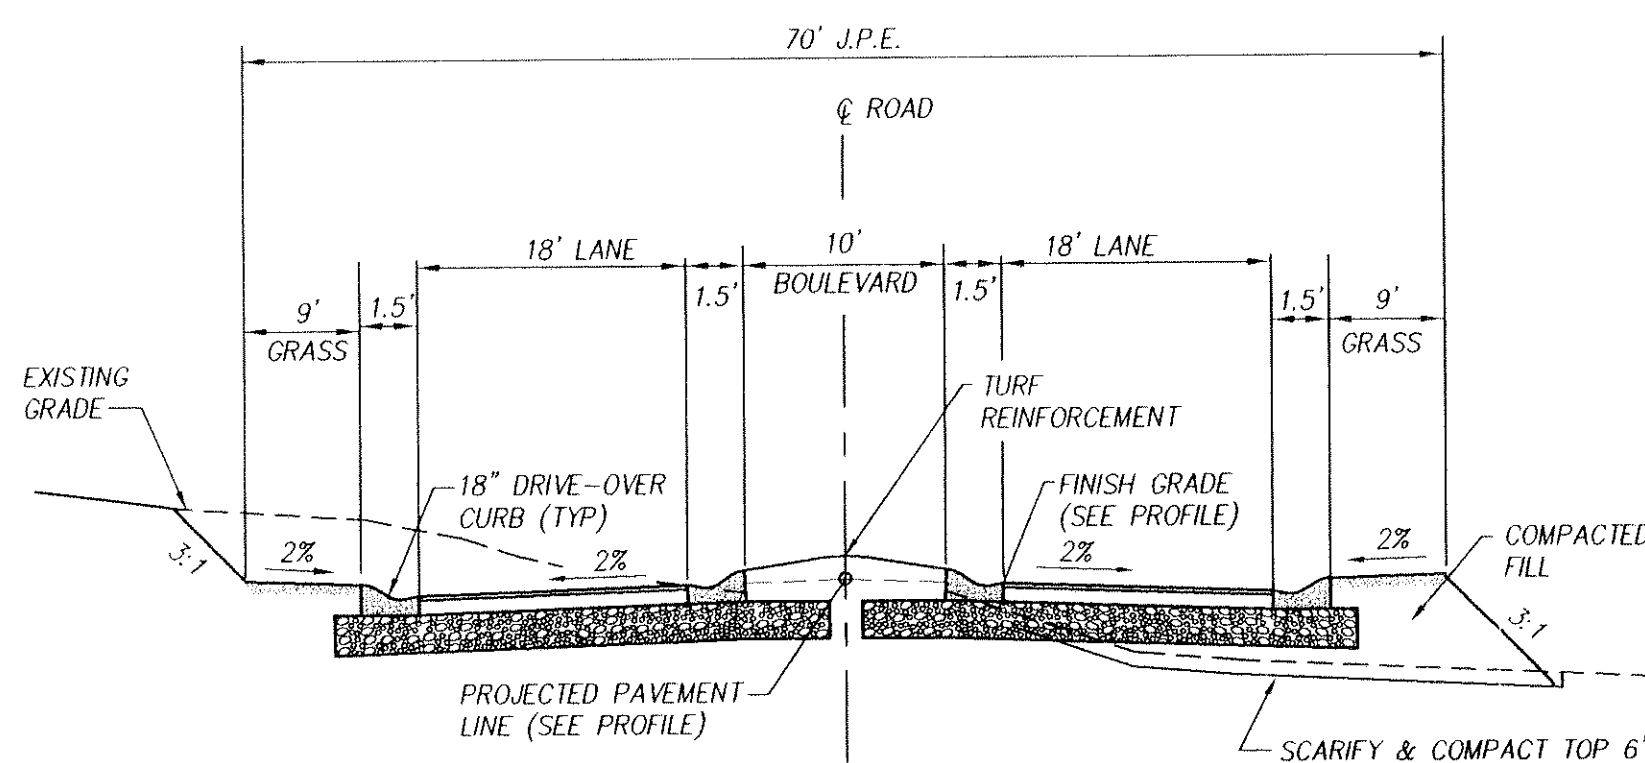 70' J.P.E.
℄ ROAD
18' LANE
10'
18' LANE
BOULEVARD
1.5'
1.5'
1.5'
1.5'
9'
9'
GRASS
GRASS
EXISTING
GRADE
TURF
REINFORCEMENT
18" DRIVE-OVER
CURB (TYP)
FINISH GRADE
(SEE PROFILE)
COMPACTED
FILL
3:1
2%
2%
2%
2%
3:1
PROJECTED PAVEMENT
LINE (SEE PROFILE)
SCARIFY & COMPACT TOP 6'